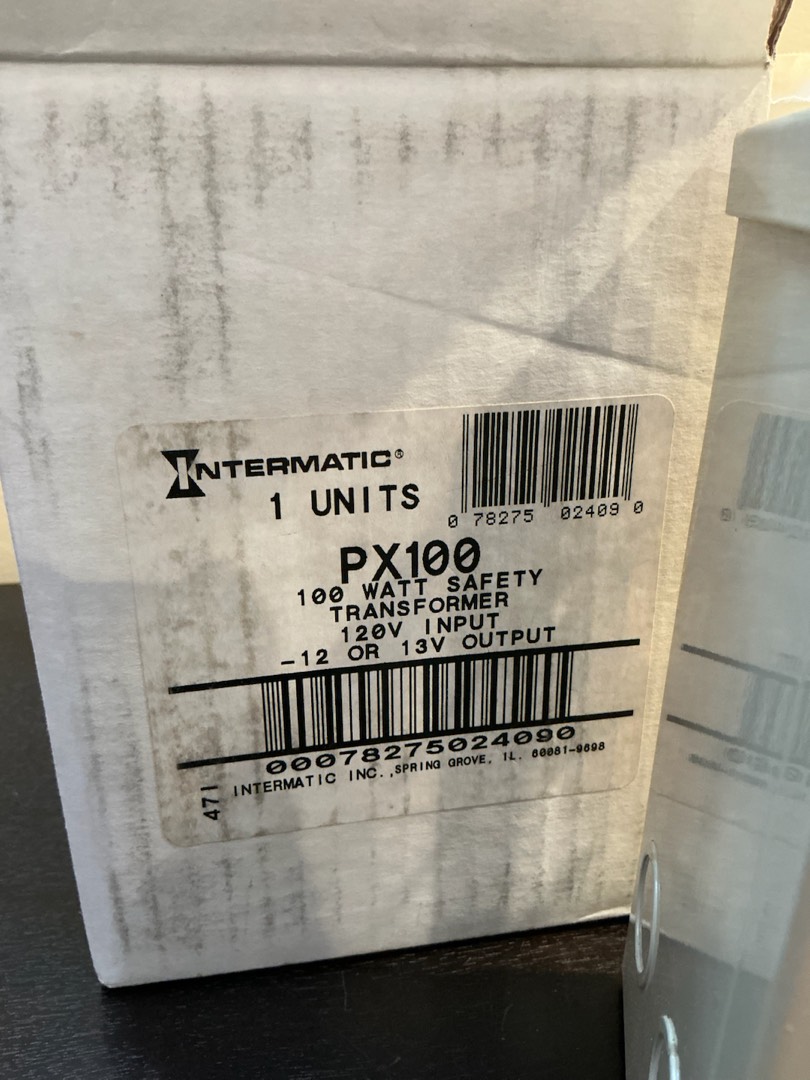 INTERMATIC®
1 UNITS
0 78275 02409 0
PX100
100 WATT SAFETY
TRANSFORMER
120V INPUT
-12 OR 13V OUTPUT
00078275024090
INTERMATIC INC.,SPRING GROVE, IL. 60081-9698
471